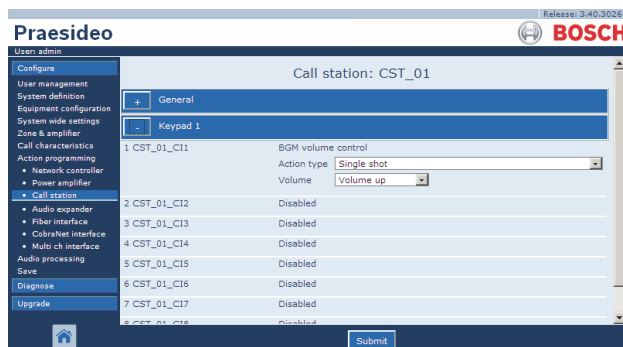 Release: 3.40.3026
Praesideo
BOSCH
User: admin
Configure
User management
System definition
Equipment configuration
System wide settings
Zone & amplifier
Call characteristics
Action programming
• Network controller
• Power amplifier
• Call station
• Audio expander
• Fiber interface
• CobraNet interface
• Multi ch interface
Audio processing
Save
Diagnose
Upgrade
Call station: CST_01
+ General
- Keypad 1
1 CST_01_CI1 BGM volume control
Action type Single shot
Volume Volume up
2 CST_01_CI2 Disabled
3 CST_01_CI3 Disabled
4 CST_01_CI4 Disabled
5 CST_01_CI5 Disabled
6 CST_01_CI6 Disabled
7 CST_01_CI7 Disabled
8 CST_01_CI8 Disabled
Submit